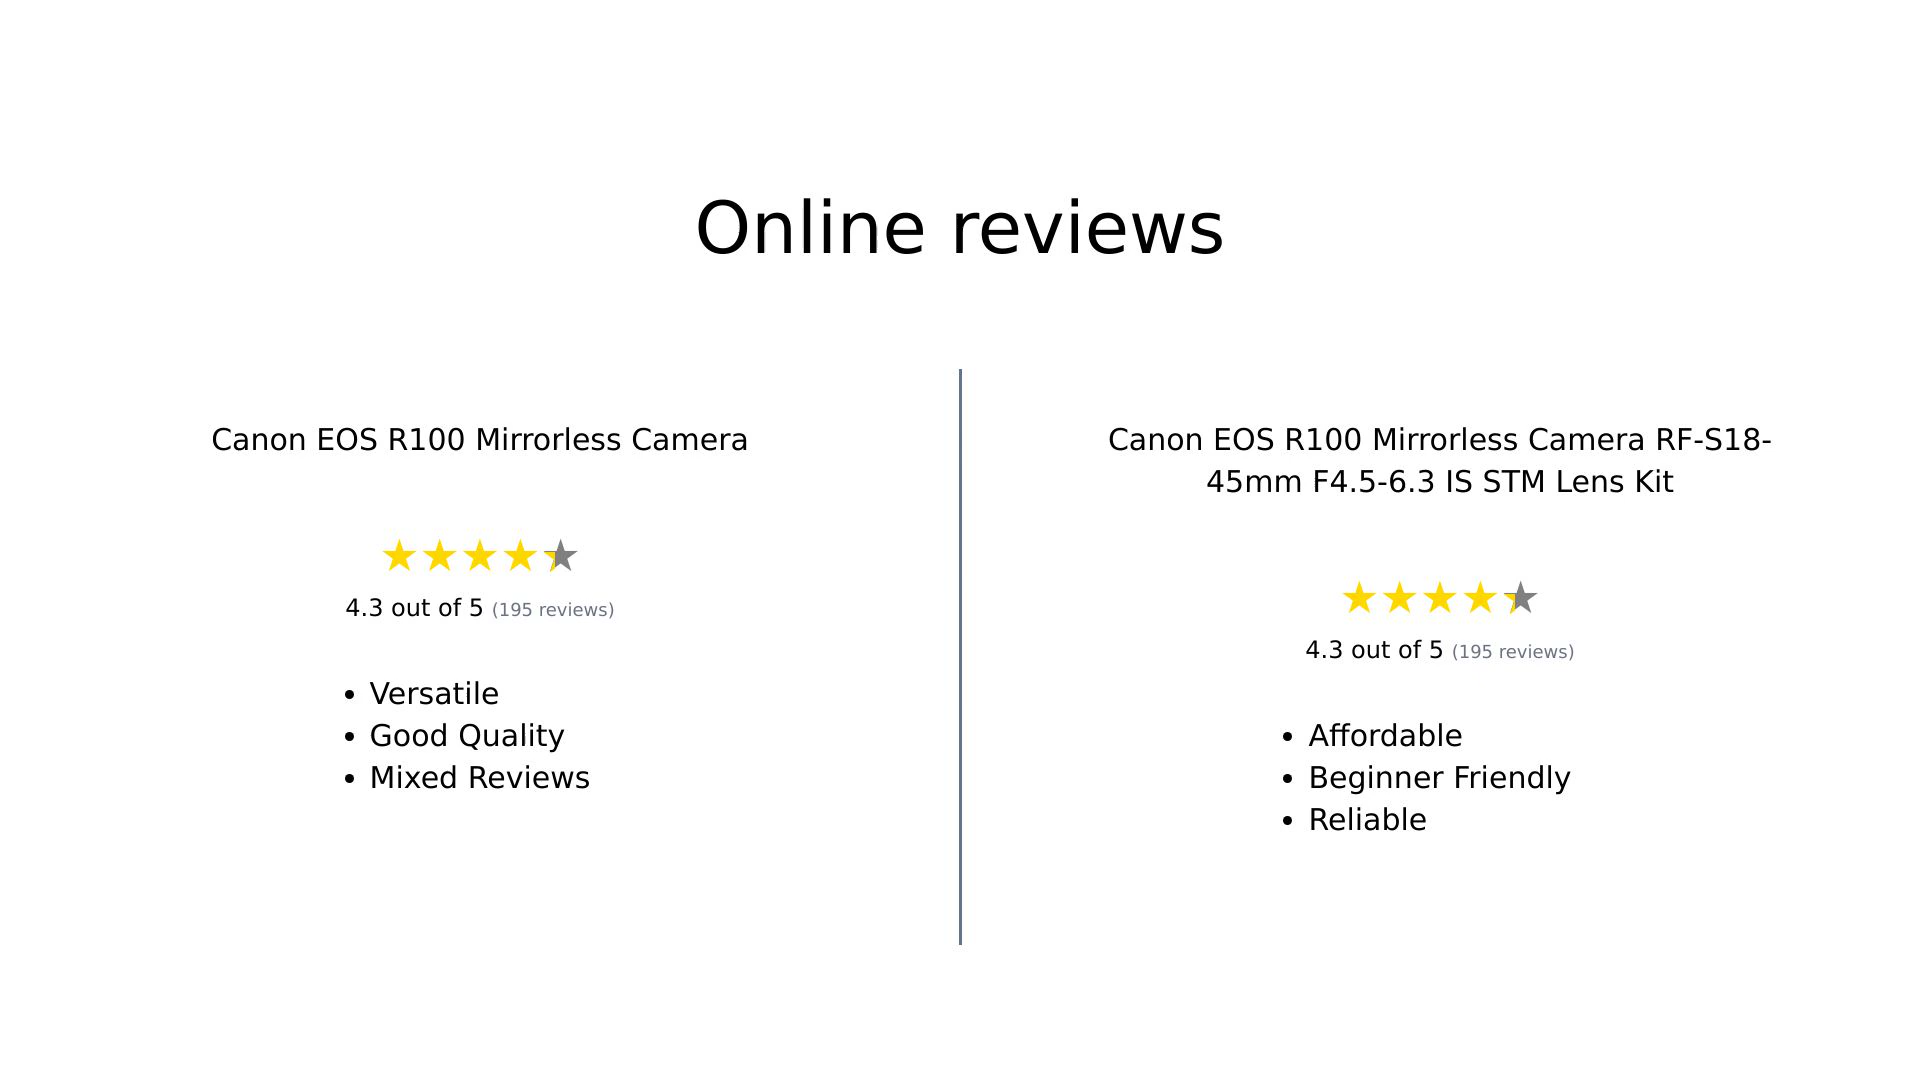 Online reviews
Canon EOS R100 Mirrorless Camera
4.3 out of 5 (195 reviews)
• Versatile
• Good Quality
• Mixed Reviews
Canon EOS R100 Mirrorless Camera RF-S18-
45mm F4.5-6.3 IS STM Lens Kit
4.3 out of 5 (195 reviews)
• Affordable
• Beginner Friendly
• Reliable